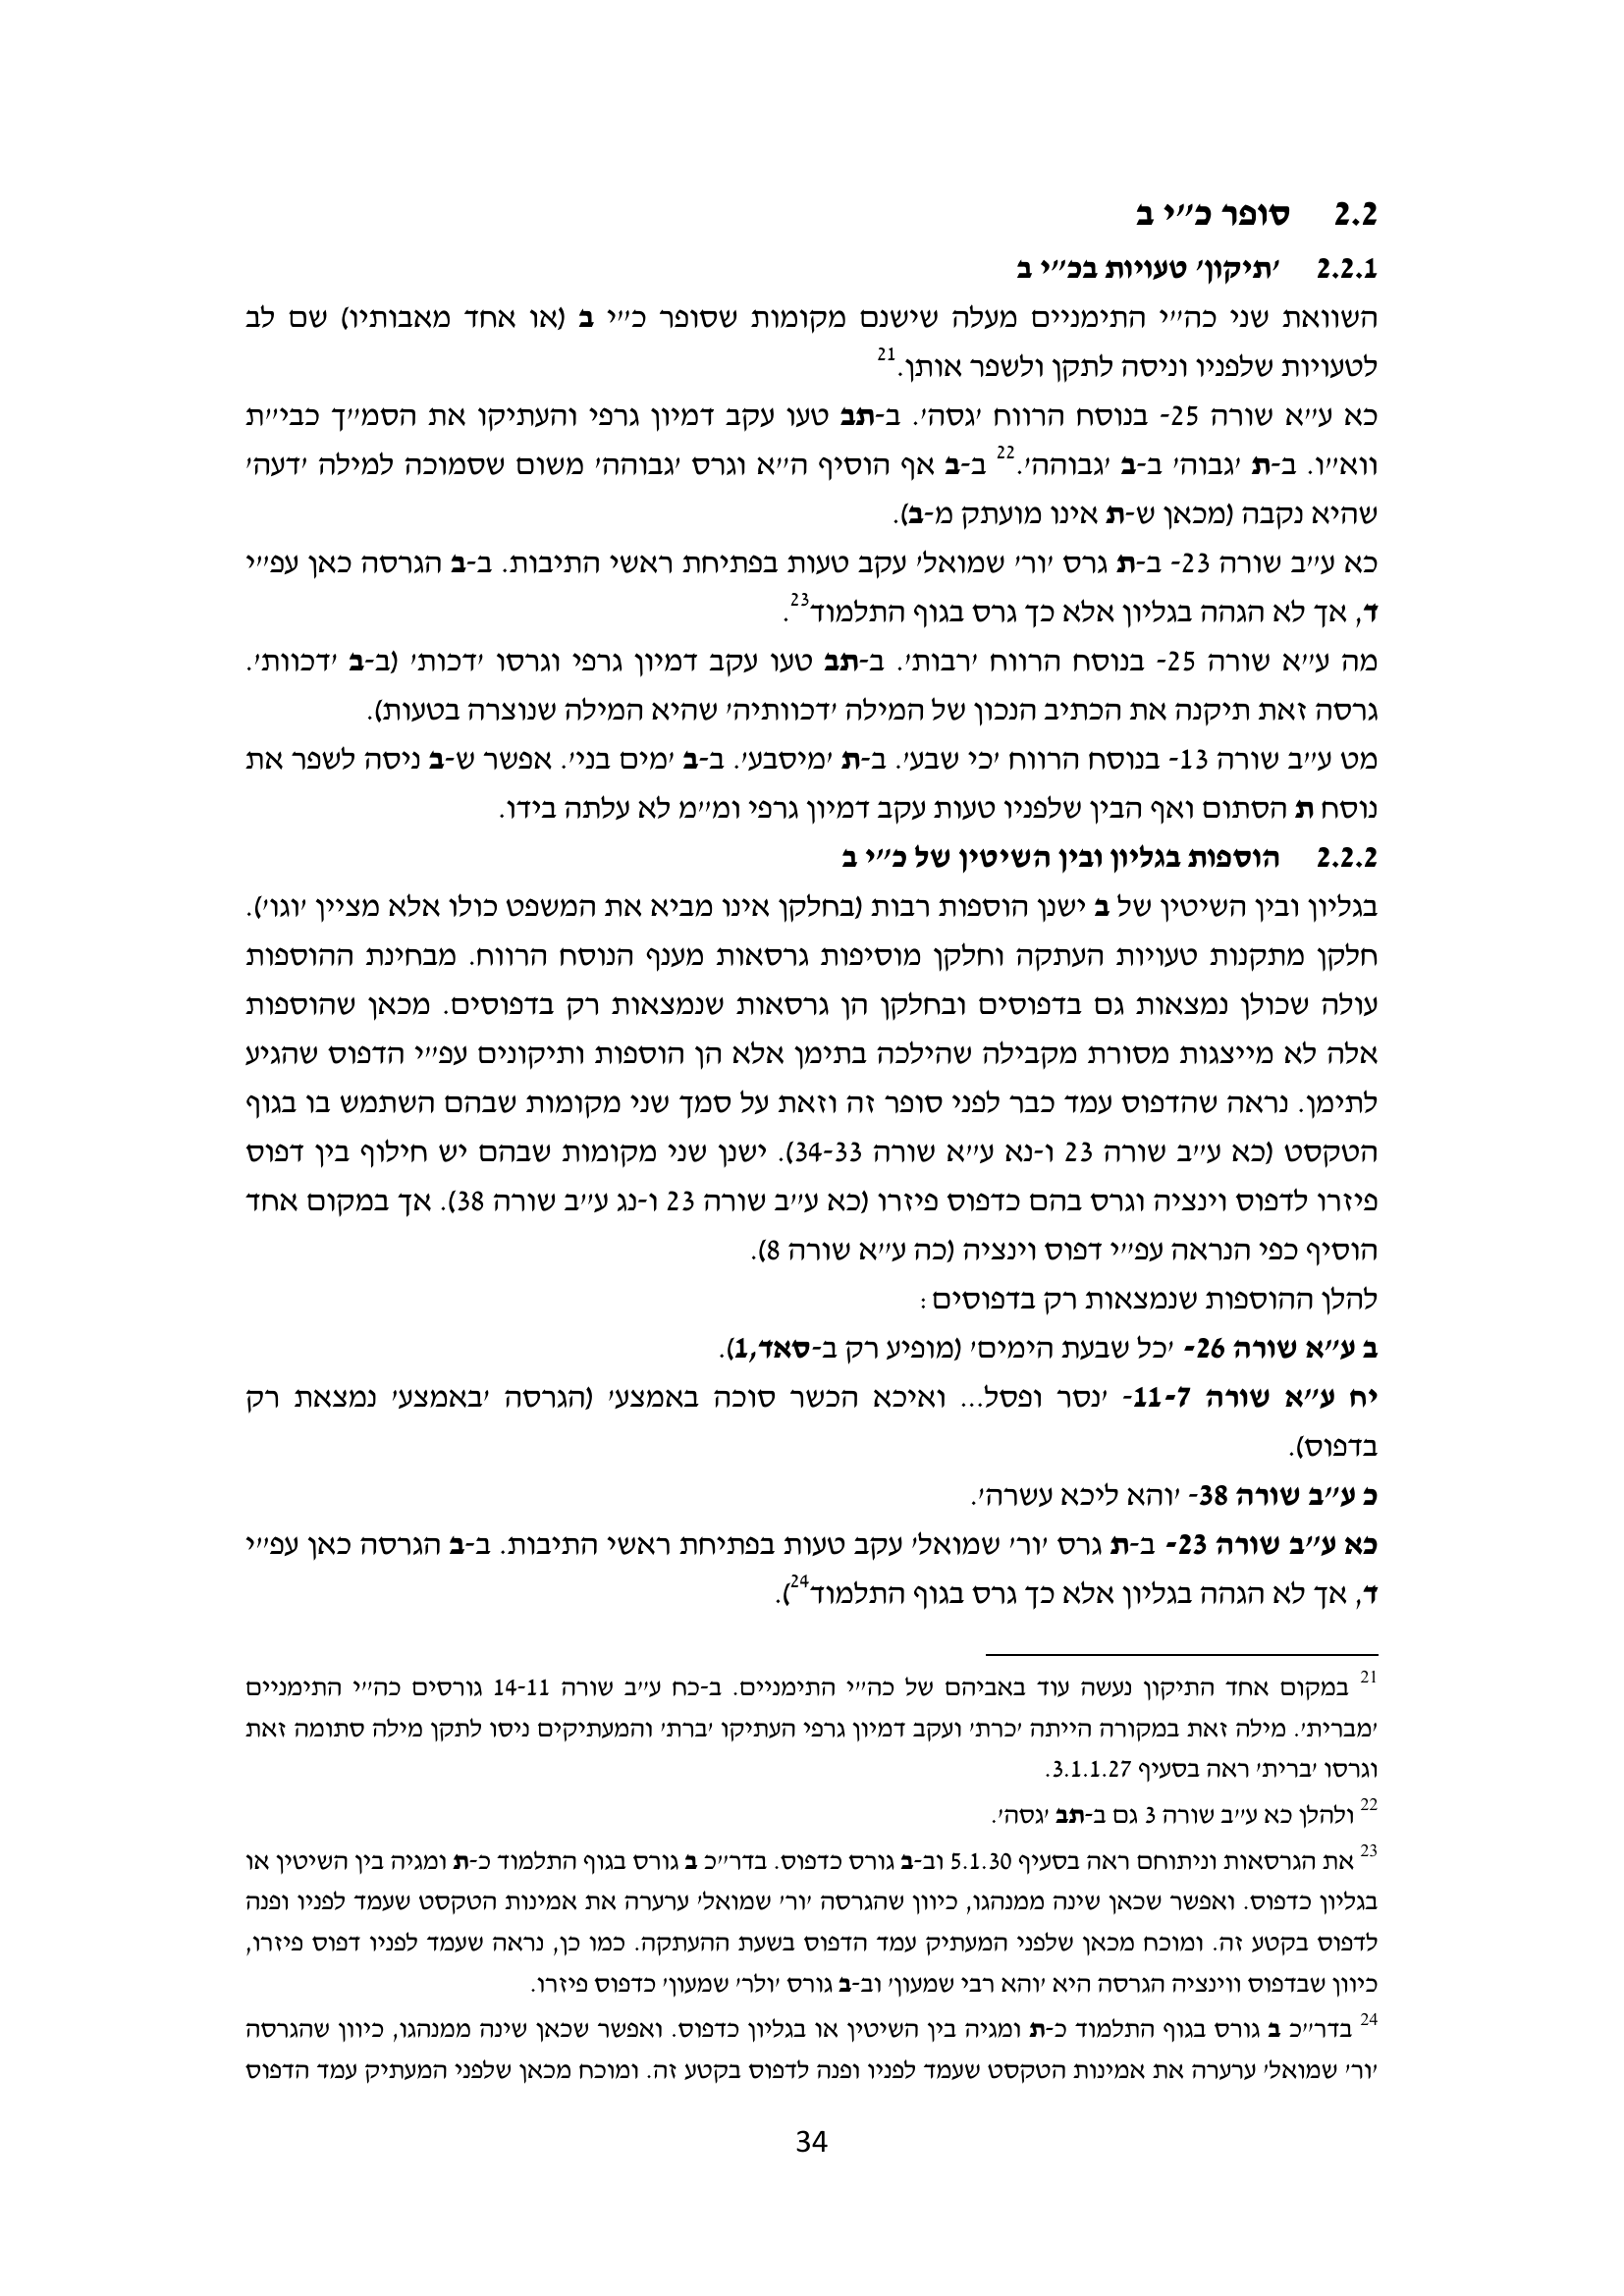 2.2 סופר כ"י ב
2.2.1 'תיקון' טעויות בכ"י ב
השוואת שני כה"י התימניים מעלה שישנם מקומות שסופר כ"י ב (או אחד מאבותיו) שם לב
לטעויות שלפניו וניסה לתקן ולשפר אותן.21
כא ע"א שורה 25- בנוסח הרווח 'גסה'. ב-תב טעו עקב דמיון גרפי והעתיקו את הסמ"ך כבי"ת
ווא"ו. ב-ת 'גבוה' ב-ב 'גבוהה'.22 ב-ב אף הוסיף ה"א וגרס 'גבוהה' משום שסמוכה למילה 'דעה'
שהיא נקבה (מכאן ש-ת אינו מועתק מ-ב).
כא ע"ב שורה 23- ב-ת גרס 'ור' שמואל' עקב טעות בפתיחת ראשי התיבות. ב-ב הגרסה כאן עפ"י
ד, אך לא הגהה בגליון אלא כך גרס בגוף התלמוד23.
מה ע"א שורה 25- בנוסח הרווח 'רבות'. ב-תב טעו עקב דמיון גרפי וגרסו 'דכות' (ב-ב 'דכוות'.
גרסה זאת תיקנה את הכתיב הנכון של המילה 'דכוותיה' שהיא המילה שנוצרה בטעות).
מט ע"ב שורה 13- בנוסח הרווח 'כי שבע'. ב-ת 'מיסבע'. ב-ב 'מים בני'. אפשר ש-ב ניסה לשפר את
נוסח ת הסתום ואף הבין שלפניו טעות עקב דמיון גרפי ומ"מ לא עלתה בידו.
2.2.2 הוספות בגליון ובין השיטין של כ"י ב
בגליון ובין השיטין של ב ישנן הוספות רבות (בחלקן אינו מביא את המשפט כולו אלא מציין 'וגו').
חלקן מתקנות טעויות העתקה וחלקן מוסיפות גרסאות מענף הנוסח הרווח. מבחינת ההוספות
עולה שכולן נמצאות גם בדפוסים ובחלקן הן גרסאות שנמצאות רק בדפוסים. מכאן שהוספות
אלה לא מייצגות מסורת מקבילה שהילכה בתימן אלא הן הוספות ותיקונים עפ"י הדפוס שהגיע
לתימן. נראה שהדפוס עמד כבר לפני סופר זה וזאת על סמך שני מקומות שבהם השתמש בו בגוף
הטקסט (כא ע"ב שורה 23 ו-נא ע"א שורה 34-33). ישנן שני מקומות שבהם יש חילוף בין דפוס
פיזרו לדפוס וינציה וגרס בהם כדפוס פיזרו (כא ע"ב שורה 23 ו-נג ע"ב שורה 38). אך במקום אחד
הוסיף כפי הנראה עפ"י דפוס וינציה (כה ע"א שורה 8).
להלן ההוספות שנמצאות רק בדפוסים:
ב ע"א שורה 26- 'כל שבעת הימים' (מופיע רק ב-סאד,1).
יח ע"א שורה 11-7- 'נסר ופסל... ואיכא הכשר סוכה באמצע' (הגרסה 'באמצע' נמצאת רק
בדפוס).
כ ע"ב שורה 38- 'והא ליכא עשרה'.
כא ע"ב שורה 23- ב-ת גרס 'ור' שמואל' עקב טעות בפתיחת ראשי התיבות. ב-ב הגרסה כאן עפ"י
ד, אך לא הגהה בגליון אלא כך גרס בגוף התלמוד24).
21 במקום אחד התיקון נעשה עוד באביהם של כה"י התימניים. ב-כח ע"ב שורה 14-11 גורסים כה"י התימניים
'מברית'. מילה זאת במקורה הייתה 'כרת' ועקב דמיון גרפי העתיקו 'ברת' והמעתיקים ניסו לתקן מילה סתומה זאת
וגרסו 'ברית' ראה בסעיף 3.1.1.27.
22 ולהלן כא ע"ב שורה 3 גם ב-תב 'גסה'.
23 את הגרסאות וניתוחם ראה בסעיף 5.1.30 וב-ב גורס כדפוס. בדר"כ ב גורס בגוף התלמוד כ-ת ומגיה בין השיטין או
בגליון כדפוס. ואפשר שכאן שינה ממנהגו, כיוון שהגרסה 'ור' שמואל' ערערה את אמינות הטקסט שעמד לפניו ופנה
לדפוס בקטע זה. ומוכח מכאן שלפני המעתיק עמד הדפוס בשעת ההעתקה. כמו כן, נראה שעמד לפניו דפוס פיזרו,
כיוון שבדפוס ווינציה הגרסה היא 'והא רבי שמעון' וב-ב גורס 'ולר' שמעון' כדפוס פיזרו.
24 בדר"כ ב גורס בגוף התלמוד כ-ת ומגיה בין השיטין או בגליון כדפוס. ואפשר שכאן שינה ממנהגו, כיוון שהגרסה
'ור' שמואל' ערערה את אמינות הטקסט שעמד לפניו ופנה לדפוס בקטע זה. ומוכח מכאן שלפני המעתיק עמד הדפוס
34